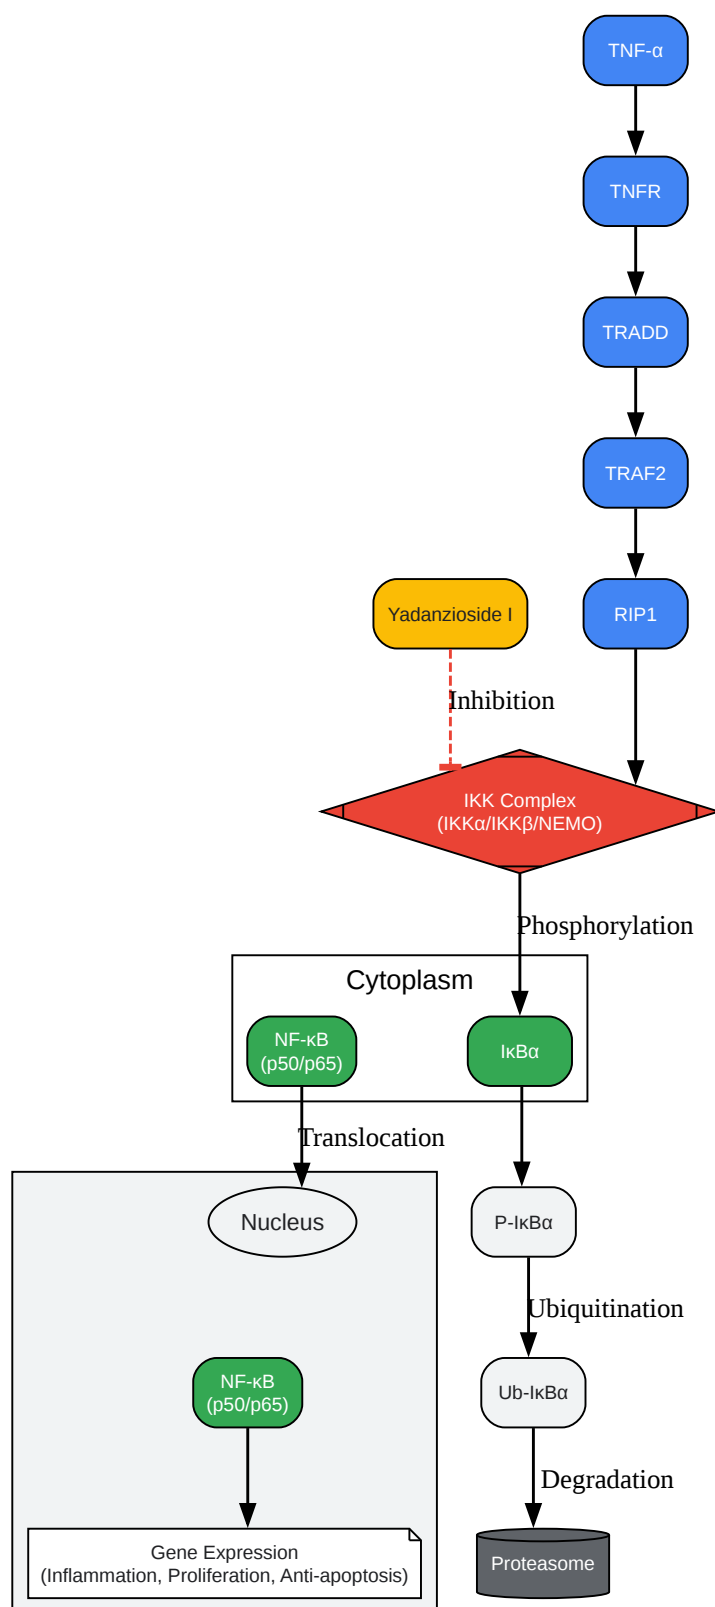 TNF-α
TNFR
TRADD
TRAF2
Yadanzioside I
RIP1
Inhibition
IKK Complex
(IKKα/IKKβ/NEMO)
Phosphorylation
Cytoplasm
NF-κB
(p50/p65)
IκBα
Translocation
Nucleus
P-IκBα
Ubiquitination
NF-κB
(p50/p65)
Ub-IκBα
Degradation
Gene Expression
(Inflammation, Proliferation, Anti-apoptosis)
Proteasome